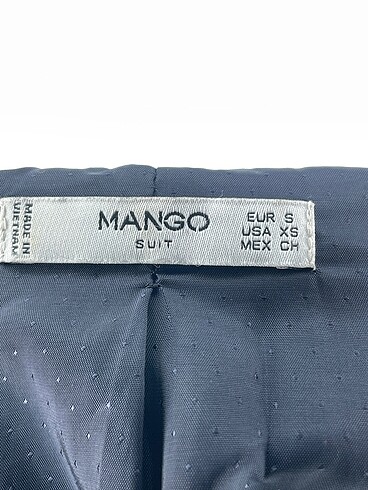 MADE IN
VIETNAM
MANGO
SUIT
EUR S
USA XS
MEX CH